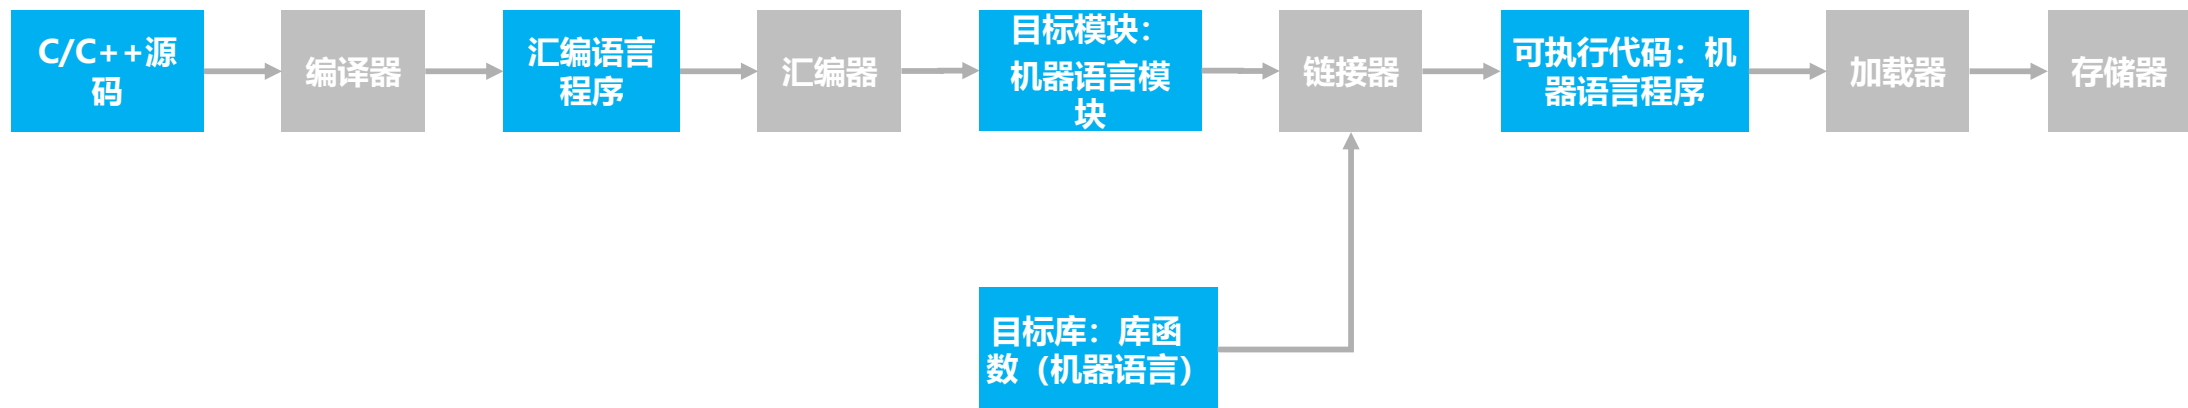 C/C++源
码
编译器
汇编语言
程序
汇编器
目标模块：
机器语言模
块
链接器
可执行代码：机
器语言程序
加载器
存储器
目标库：库函
数（机器语言）